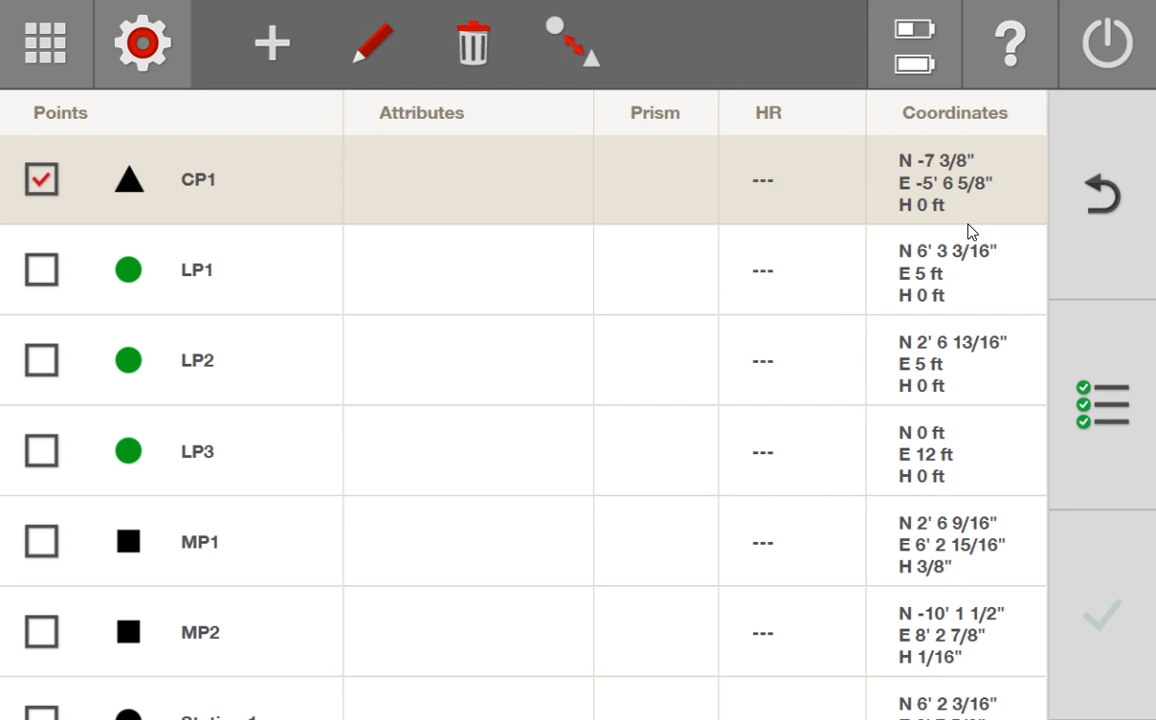 ?
Points Attributes Prism HR Coordinates
CP1 --- N -7 3/8"
E -5' 6 5/8"
H 0 ft
LP1 --- N 6' 3 3/16"
E 5 ft
H 0 ft
LP2 --- N 2' 6 13/16"
E 5 ft
H 0 ft
LP3 --- N 0 ft
E 12 ft
H 0 ft
MP1 --- N 2' 6 9/16"
E 6' 2 15/16"
H 3/8"
MP2 --- N -10' 1 1/2"
E 8' 2 7/8"
H 1/16"
N 6' 2 3/16"